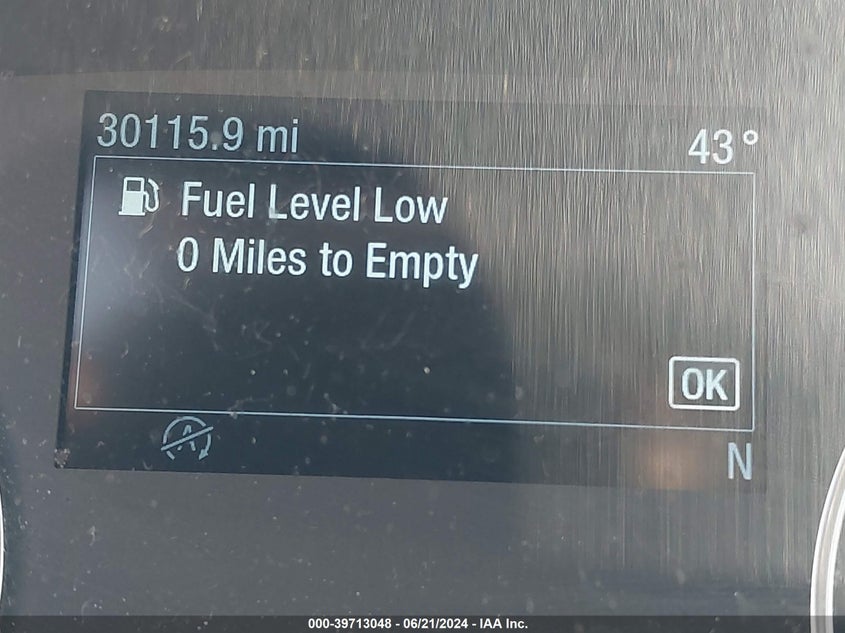 30115.9 mi 43°
Fuel Level Low
0 Miles to Empty
OK
A
N
000-39713048 - 06/21/2024 - IAA Inc.